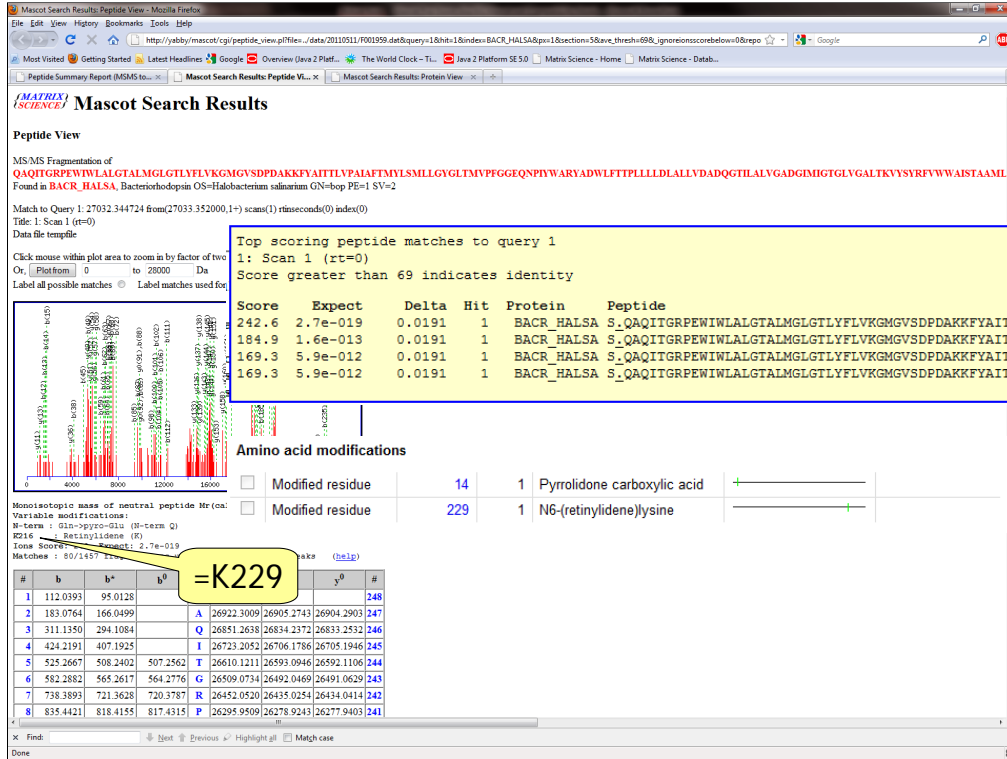 Mascot Search Results: Peptide View - Mozilla Firefox
File Edit View History Bookmarks Tools Help
http://yabby/mascot/cgi/peptide_view.pl?file=../data/20110511/F001959.dat&query=1&hit=1&index=BACR_HALSA&px=1&section=5&ave_thresh=69&_ignoreionsscorebelow=0&repo
Google
Most Visited Getting Started Latest Headlines Google Overview (Java 2 Platf... The World Clock – Ti... Java 2 Platform SE 5.0 Matrix Science - Home Matrix Science - Datab...
Peptide Summary Report (MSMS to... × Mascot Search Results: Peptide Vi... × Mascot Search Results: Protein View ×
{MATRIX} {SCIENCE} Mascot Search Results
Peptide View
MS/MS Fragmentation of
QAQITGRPEWIWLALGTALMGLGTLYFLVKGMGVSDPDAKKFYAITTLVPAIAFTMYLSMLLGYGLTMVPFGGEQNPIYWARYADWLFTTPLLLLDLALLVDADQGTILALVGADGIMIGTGLVGALTKVYSYRFVWWAISTAAML
Found in BACR_HALSA, Bacteriorhodopsin OS=Halobacterium salinarium GN=bop PE=1 SV=2
Match to Query 1: 27032.344724 from(27033.352000,1+) scans(1) rtinseconds(0) index(0)
Title: 1: Scan 1 (rt=0)
Data file tempfile
Click mouse within plot area to zoom in by factor of two
Or, Plot from 0 to 28000 Da
Label all possible matches Label matches used for
Top scoring peptide matches to query 1
1: Scan 1 (rt=0)
Score greater than 69 indicates identity
Score Expect Delta Hit Protein Peptide
242.6 2.7e-019 0.0191 1 BACR_HALSA S.QAQITGRPEWIWLALGTALMGLGTLYFLVKGMGVSDPDAKKFYAIT
184.9 1.6e-013 0.0191 1 BACR_HALSA S.QAQITGRPEWIWLALGTALMGLGTLYFLVKGMGVSDPDAKKFYAIT
169.3 5.9e-012 0.0191 1 BACR_HALSA S.QAQITGRPEWIWLALGTALMGLGTLYFLVKGMGVSDPDAKKFYAIT
169.3 5.9e-012 0.0191 1 BACR_HALSA S.QAQITGRPEWIWLALGTALMGLGTLYFLVKGMGVSDPDAKKFYAIT
0 4000 8000 12000 16000
Amino acid modifications
Modified residue 14 1 Pyrrolidone carboxylic acid
Modified residue 229 1 N6-(retinylidene)lysine
Monoisotopic mass of neutral peptide Mr(cal
Variable modifications:
N-term : Gln->pyro-Glu (N-term Q)
K216 : Retinylidene (K)
Ions Score: Expect: 2.7e-019
Matches : 80/1457 eaks (help)
=K229
# b b* b0 y0 #
1 112.0393 95.0128 248
2 183.0764 166.0499 A 26922.3009 26905.2743 26904.2903 247
3 311.1350 294.1084 Q 26851.2638 26834.2372 26833.2532 246
4 424.2191 407.1925 I 26723.2052 26706.1786 26705.1946 245
5 525.2667 508.2402 507.2562 T 26610.1211 26593.0946 26592.1106 244
6 582.2882 565.2617 564.2776 G 26509.0734 26492.0469 26491.0629 243
7 738.3893 721.3628 720.3787 R 26452.0520 26435.0254 26434.0414 242
8 835.4421 818.4155 817.4315 P 26295.9509 26278.9243 26277.9403 241
× Find: Next Previous Highlight all Match case
Done